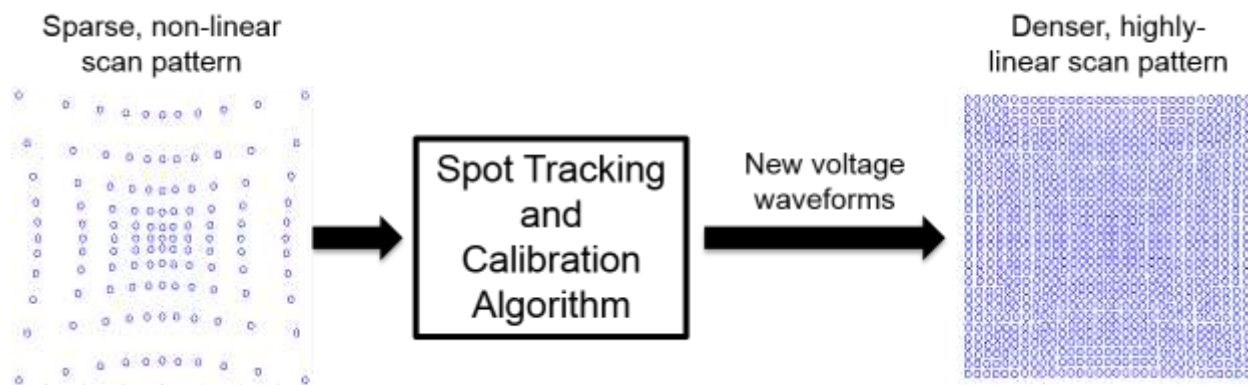 Sparse, non-linear
scan pattern
Spot Tracking
and
Calibration
Algorithm
New voltage
waveforms
Denser, highly-
linear scan pattern